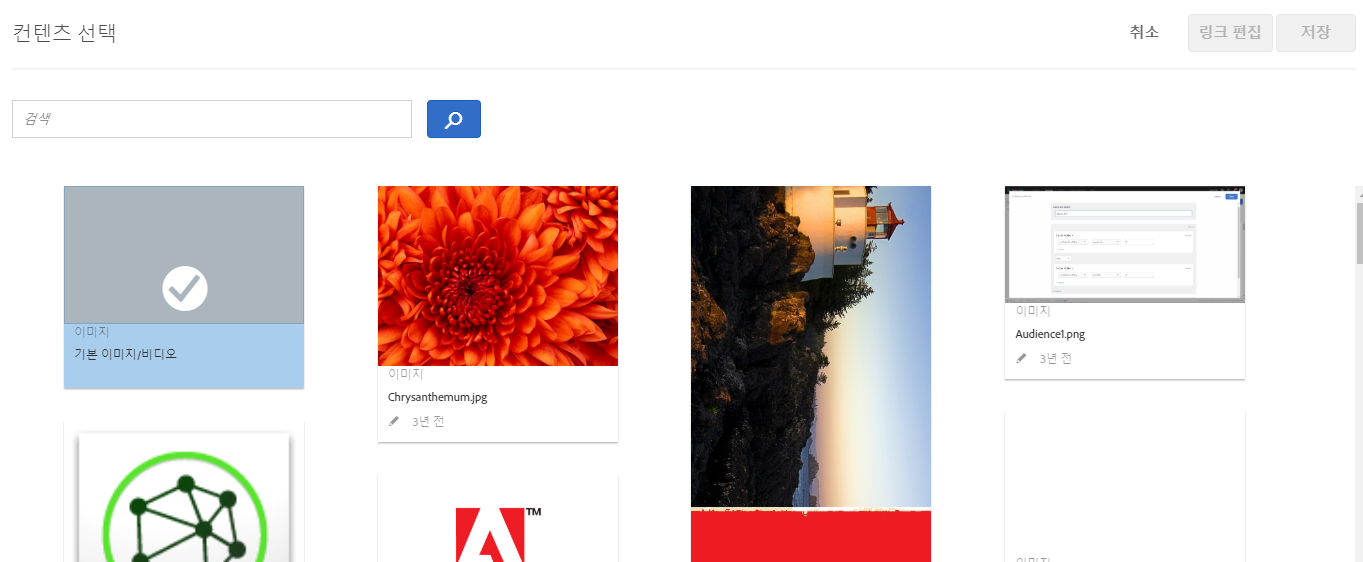 컨텐츠 선택
취소
링크 편집
저장
검색
이미지
기본 이미지/비디오
이미지
Chrysanthemum.jpg
3년 전
이미지
Audience1.png
3년 전
TM
이미지